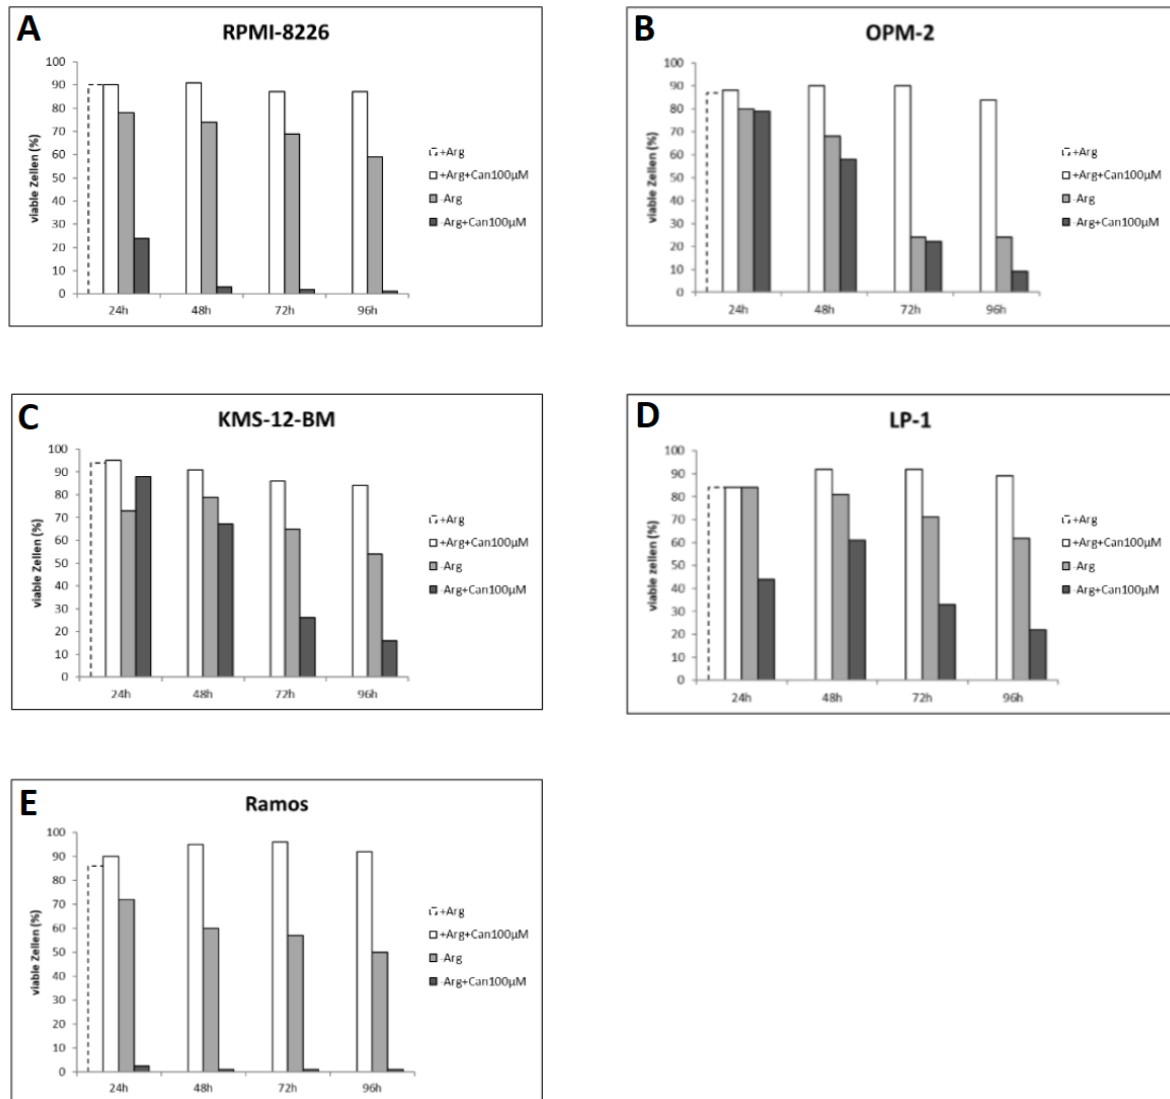 A
RPMI-8226
viable Zellen (%)
100
90
80
70
60
50
40
30
20
10
0
24h
48h
72h
96h
+Arg
+Arg+Can100µM
-Arg
-Arg+Can100µM
B
OPM-2
viable Zellen (%)
100
90
80
70
60
50
40
30
20
10
0
24h
48h
72h
96h
+Arg
+Arg+Can100µM
-Arg
-Arg+Can100µM
C
KMS-12-BM
viable Zellen (%)
100
90
80
70
60
50
40
30
20
10
0
24h
48h
72h
96h
+Arg
+Arg+Can100µM
-Arg
-Arg+Can100µM
D
LP-1
viable zellen (%)
100
90
80
70
60
50
40
30
20
10
0
24h
48h
72h
96h
+Arg
+Arg+Can100µM
-Arg
-Arg+Can100µM
E
Ramos
viable Zellen (%)
100
90
80
70
60
50
40
30
20
10
0
24h
48h
72h
96h
+Arg
+Arg+Can100µM
-Arg
-Arg+Can100µM